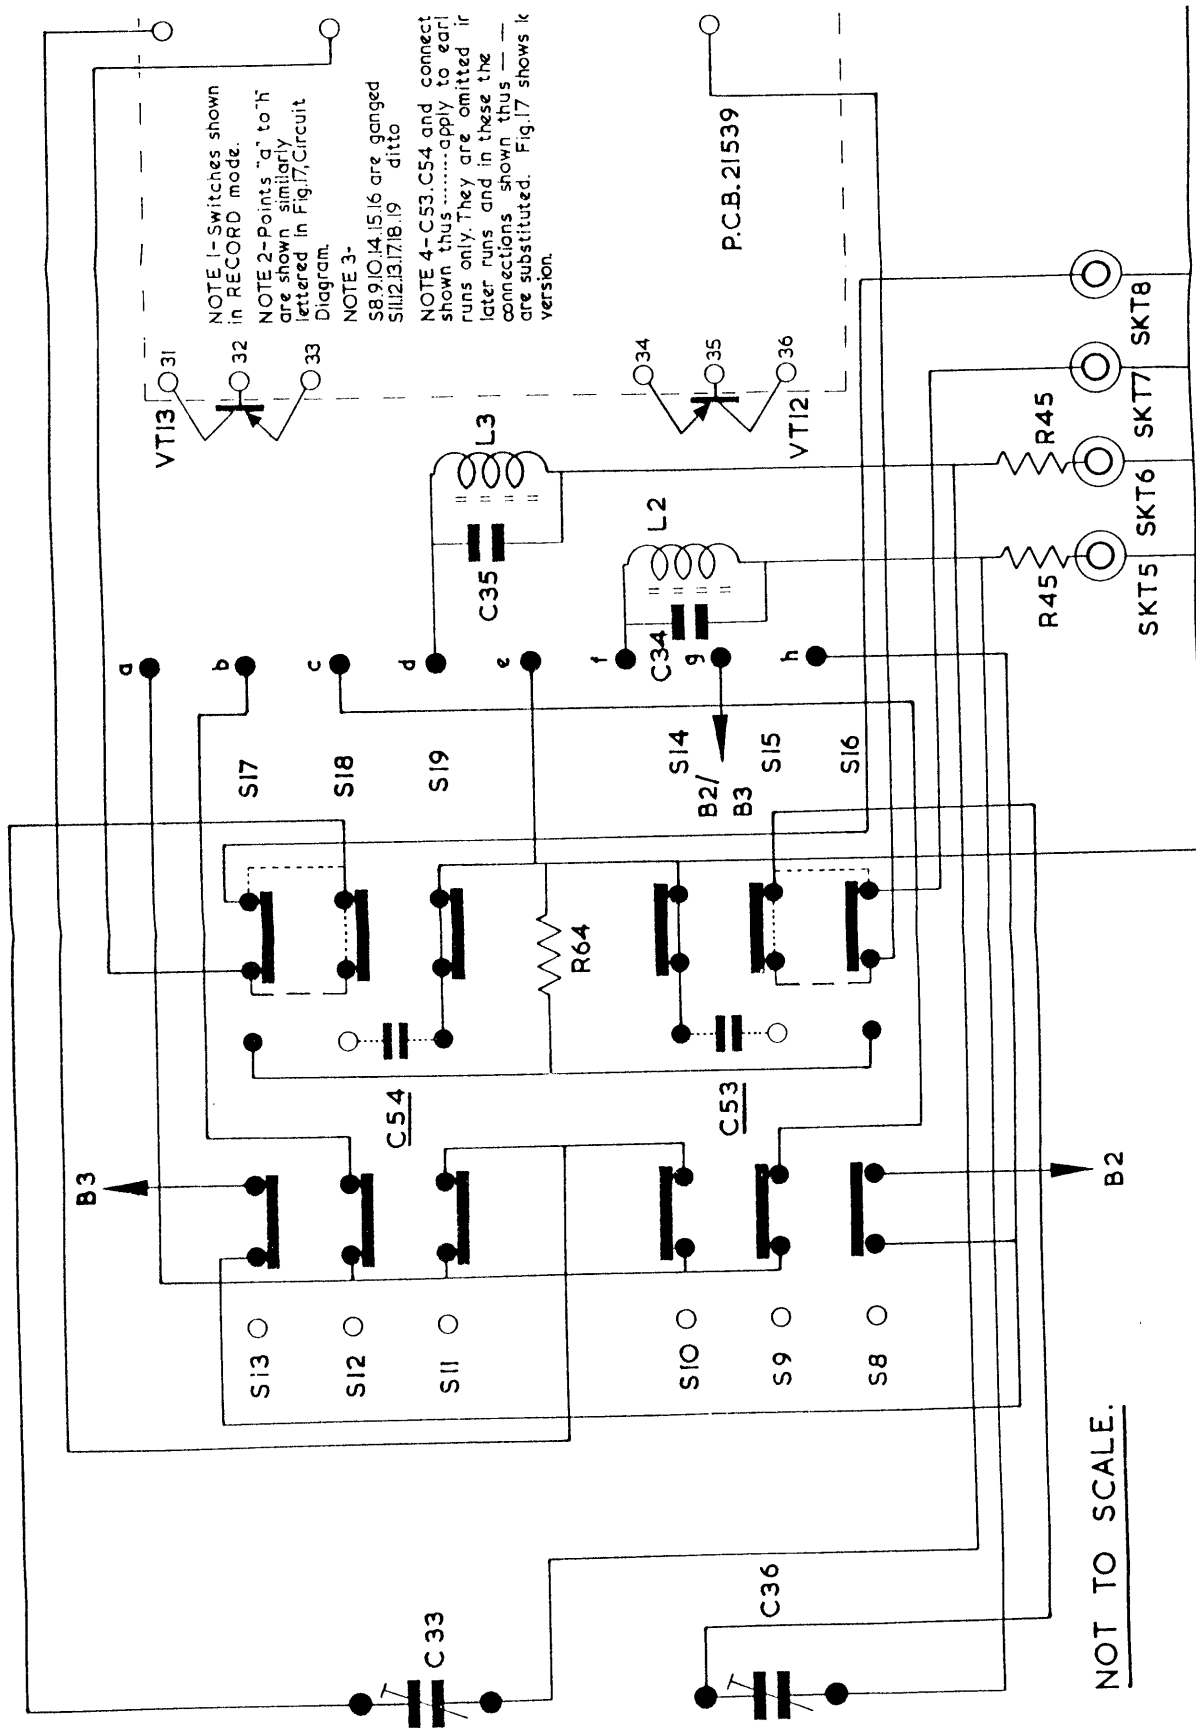 NOTE 1-Switches shown
in RECORD mode.
NOTE 2-Points "a" to "h"
are shown similarly
lettered in Fig.17, Circuit
Diagram.
NOTE 3-
S8.9.10.14.15.16 are ganged
S11.12.13.17.18.19 ditto
NOTE 4-C53.C54 and connect
shown thus ........apply to earl
runs only. They are omitted ir
later runs and in these the
connections shown thus — —
are substituted. Fig.17 shows l
version.
31
32
33
VT13
34
35
36
VT12
P.C.B. 21539
L3
C35
L2
C34
R45
R45
SKT5
SKT6
SKT7
SKT8
a
b
c
d
e
f
g
h
S17
S18
S19
S14
S15
S16
B2/
B3
R64
C54
C53
B3
B2
S13
S12
S11
S10
S9
S8
C33
C36
NOT TO SCALE.